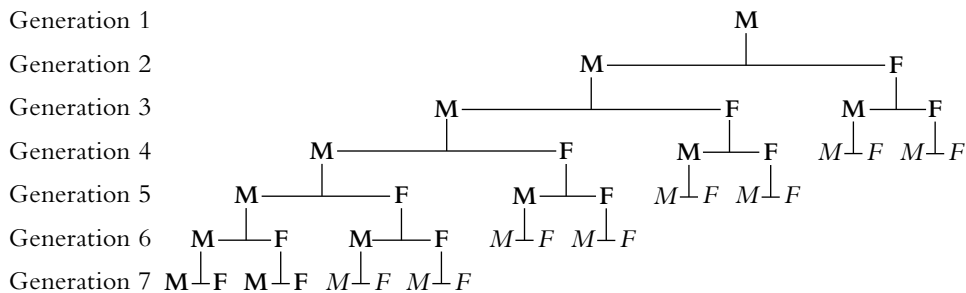 Generation 1 M
Generation 2 M F
Generation 3 M F M F
Generation 4 M F M F M F M F
Generation 5 M F M F M F M F
Generation 6 M F M F M F M F
Generation 7 M F M F M F M F